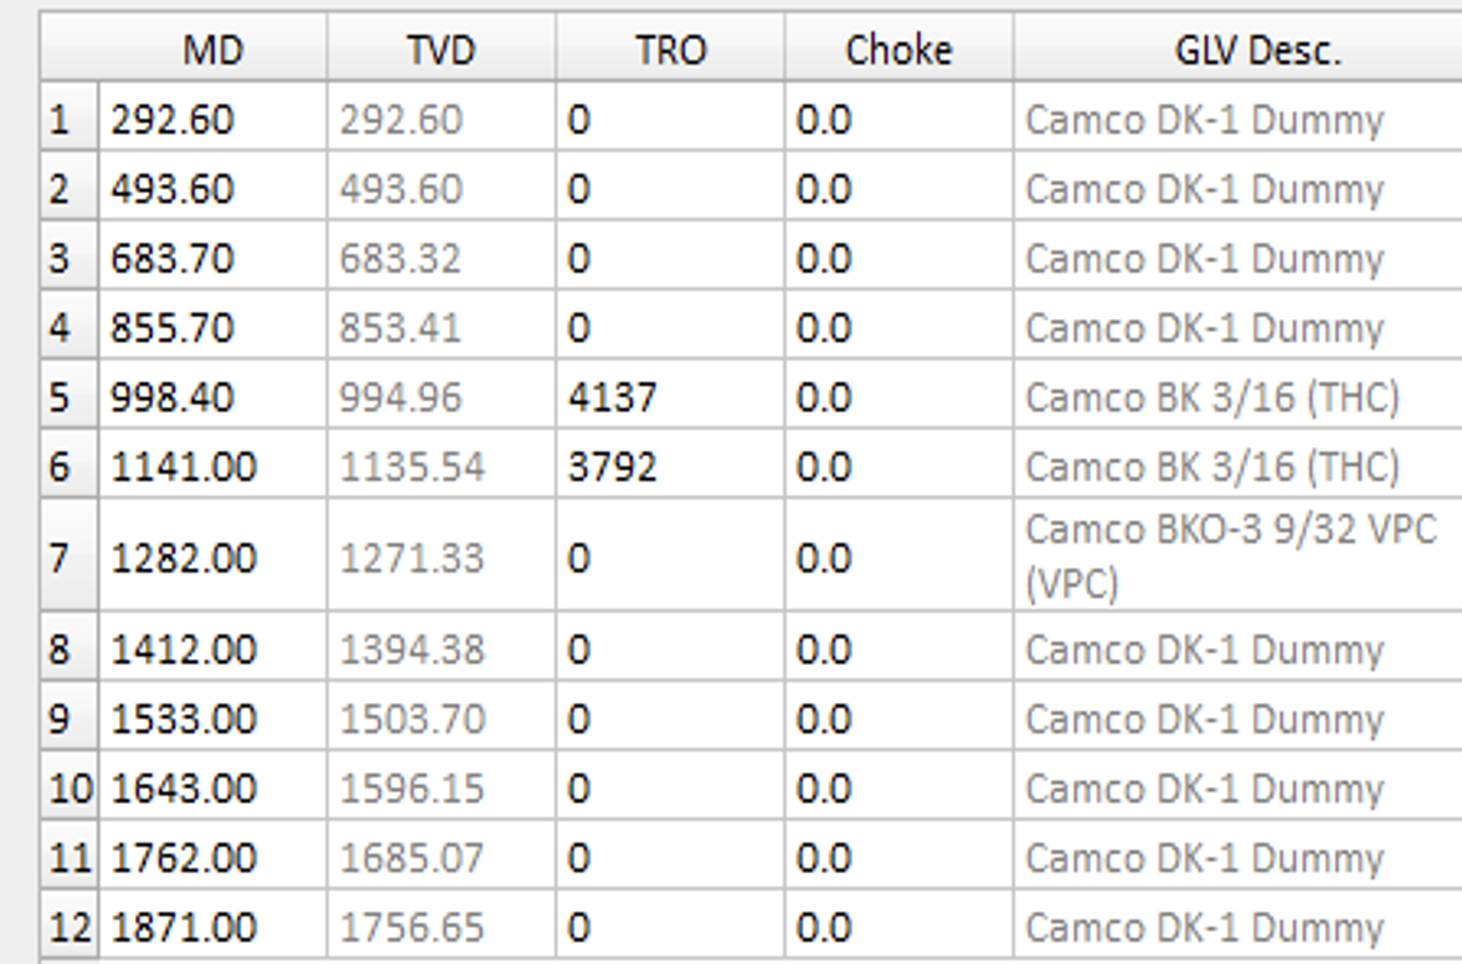 MD TVD TRO Choke GLV Desc.
1 292.60 292.60 0 0.0 Camco DK-1 Dummy
2 493.60 493.60 0 0.0 Camco DK-1 Dummy
3 683.70 683.32 0 0.0 Camco DK-1 Dummy
4 855.70 853.41 0 0.0 Camco DK-1 Dummy
5 998.40 994.96 4137 0.0 Camco BK 3/16 (THC)
6 1141.00 1135.54 3792 0.0 Camco BK 3/16 (THC)
7 1282.00 1271.33 0 0.0 Camco BKO-3 9/32 VPC
(VPC)
8 1412.00 1394.38 0 0.0 Camco DK-1 Dummy
9 1533.00 1503.70 0 0.0 Camco DK-1 Dummy
10 1643.00 1596.15 0 0.0 Camco DK-1 Dummy
11 1762.00 1685.07 0 0.0 Camco DK-1 Dummy
12 1871.00 1756.65 0 0.0 Camco DK-1 Dummy